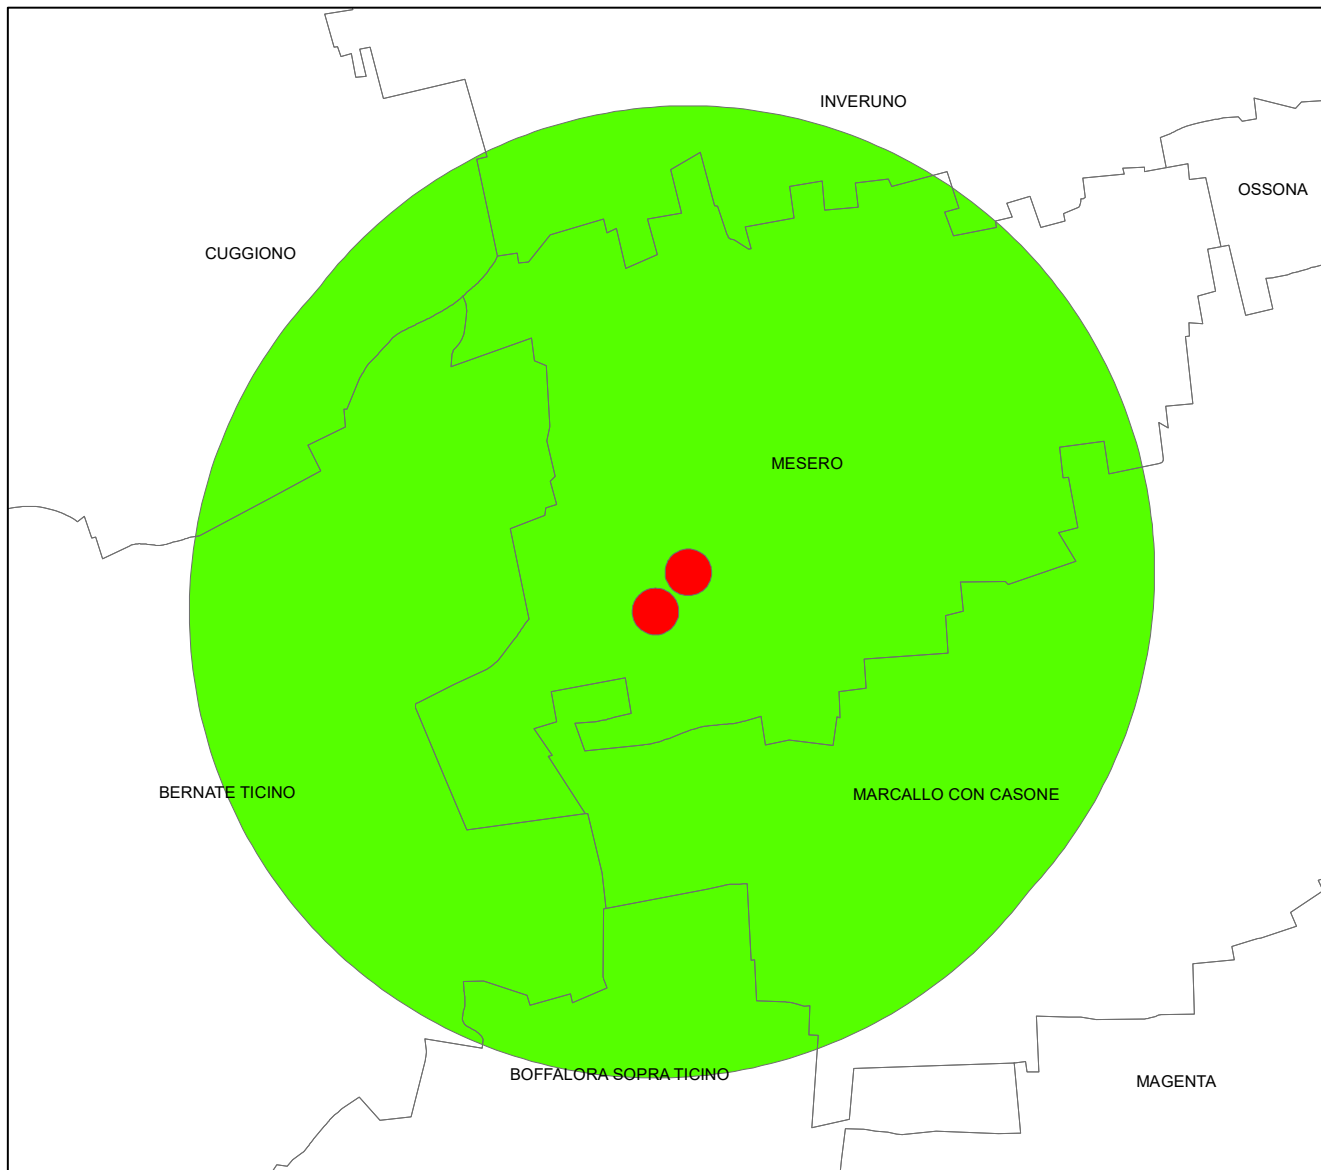 INVERUNO
OSSONA
CUGGIONO
MESERO
BERNATE TICINO
MARCALLO CON CASONE
BOFFALORA SOPRA TICINO
MAGENTA